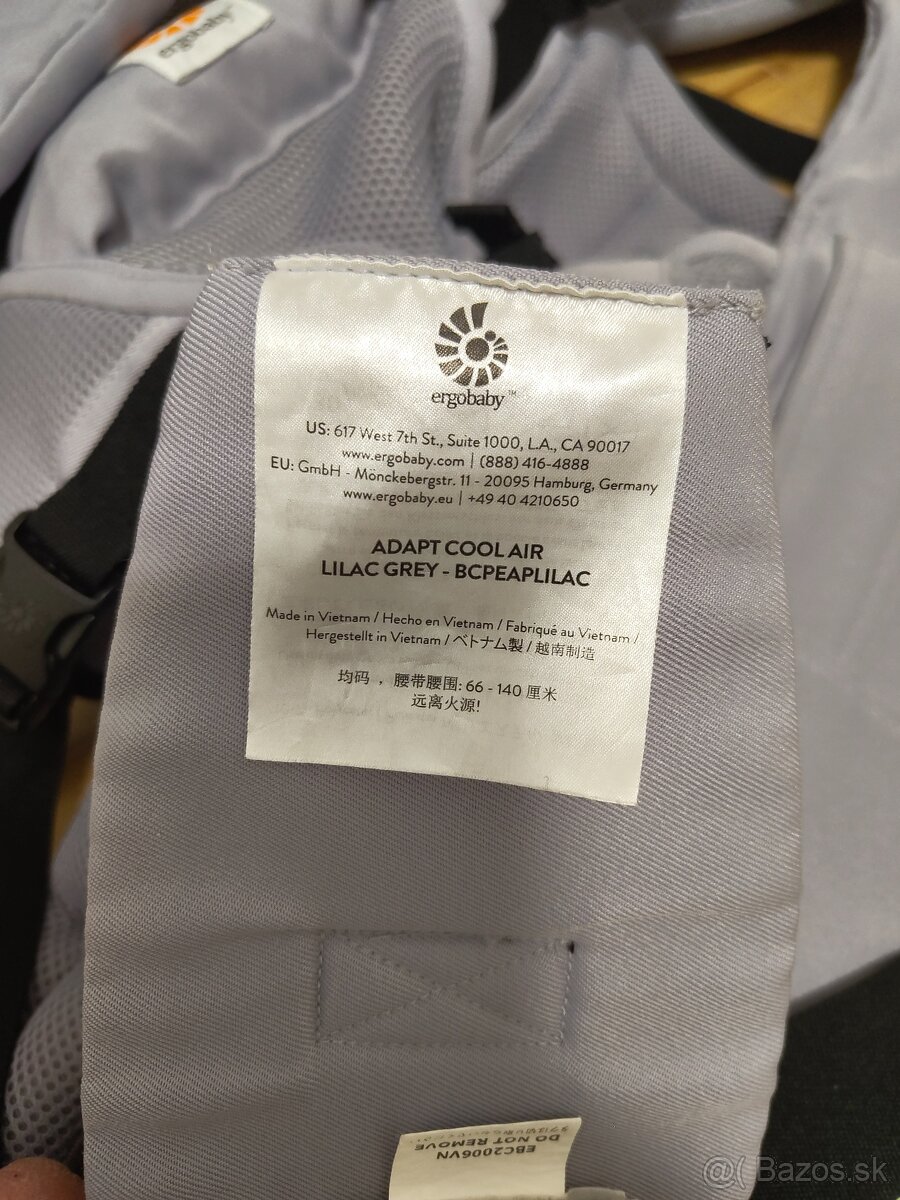 ergobaby
ergobaby™
US: 617 West 7th St., Suite 1000, L.A., CA 90017
www.ergobaby.com | (888) 416-4888
EU: GmbH - Mönckebergstr. 11 - 20095 Hamburg, Germany
www.ergobaby.eu | +49 40 4210650
ADAPT COOL AIR
LILAC GREY - BCPEAPLILAC
Made in Vietnam / Hecho en Vietnam / Fabriqué au Vietnam /
Hergestellt in Vietnam / ベトナム製 / 越南制造
均码 ，腰带腰围: 66 - 140 厘米
远离火源!
EBC2006VN
DO NOT REMOVE
@( Bazos.sk